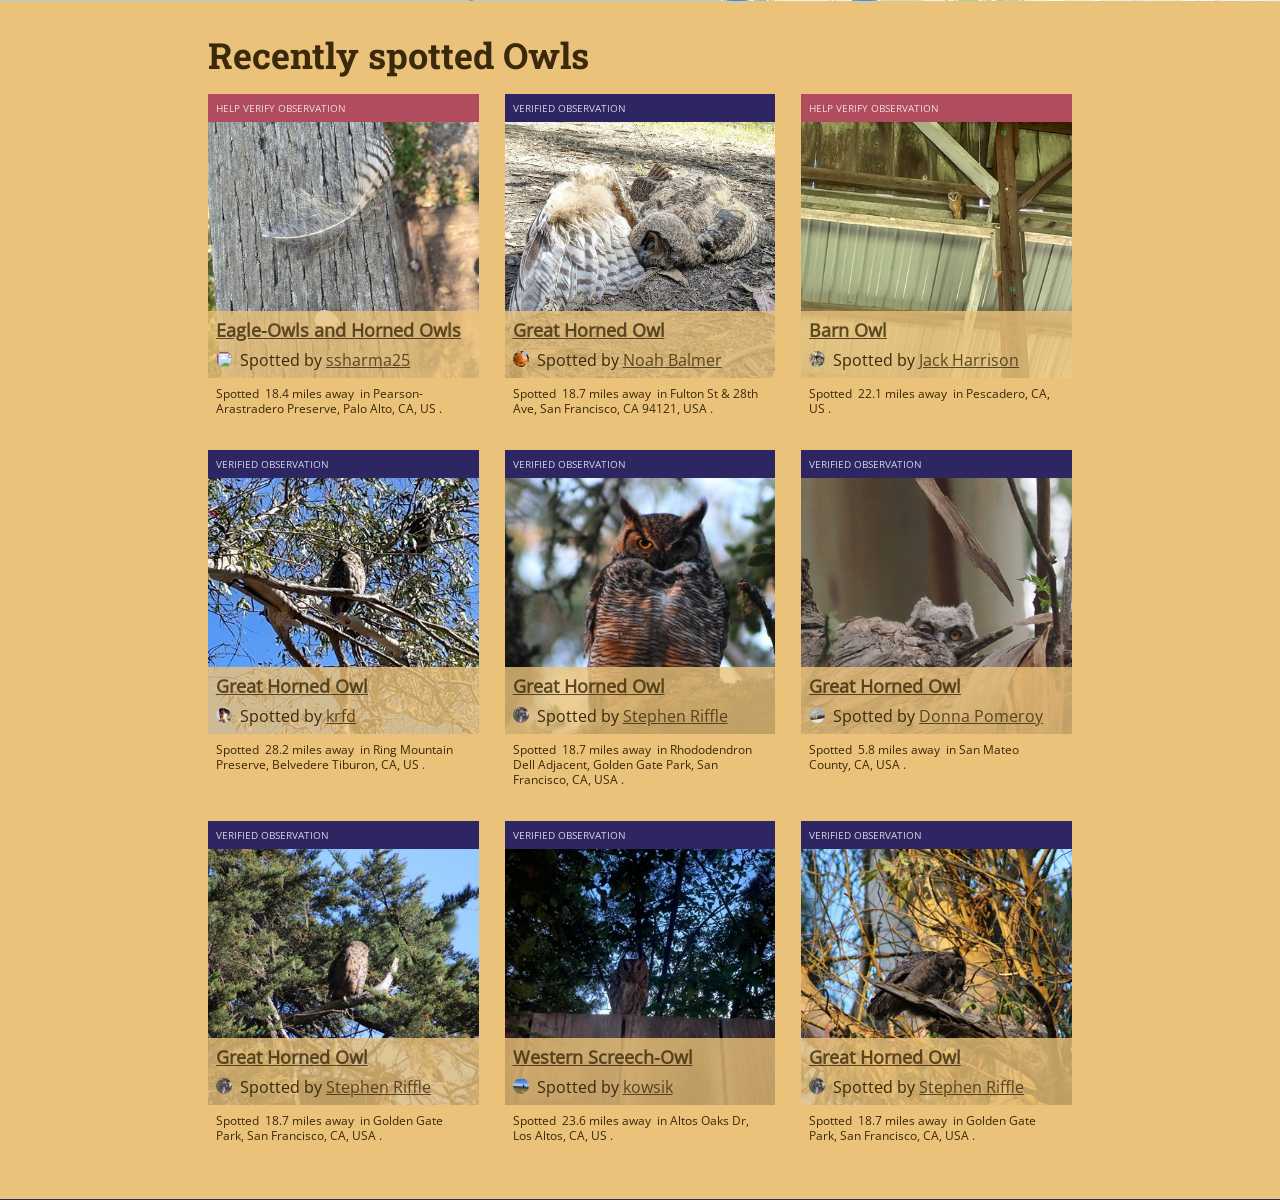 Recently spotted Owls
HELP VERIFY OBSERVATION
Eagle-Owls and Horned Owls
Spotted by ssharma25
Spotted 18.4 miles away in Pearson-
Arastradero Preserve, Palo Alto, CA, US .
VERIFIED OBSERVATION
Great Horned Owl
Spotted by Noah Balmer
Spotted 18.7 miles away in Fulton St & 28th
Ave, San Francisco, CA 94121, USA .
HELP VERIFY OBSERVATION
Barn Owl
Spotted by Jack Harrison
Spotted 22.1 miles away in Pescadero, CA,
US .
VERIFIED OBSERVATION
Great Horned Owl
Spotted by krfd
Spotted 28.2 miles away in Ring Mountain
Preserve, Belvedere Tiburon, CA, US .
VERIFIED OBSERVATION
Great Horned Owl
Spotted by Stephen Riffle
Spotted 18.7 miles away in Rhododendron
Dell Adjacent, Golden Gate Park, San
Francisco, CA, USA .
VERIFIED OBSERVATION
Great Horned Owl
Spotted by Donna Pomeroy
Spotted 5.8 miles away in San Mateo
County, CA, USA .
VERIFIED OBSERVATION
Great Horned Owl
Spotted by Stephen Riffle
Spotted 18.7 miles away in Golden Gate
Park, San Francisco, CA, USA .
VERIFIED OBSERVATION
Western Screech-Owl
Spotted by kowsik
Spotted 23.6 miles away in Altos Oaks Dr,
Los Altos, CA, US .
VERIFIED OBSERVATION
Great Horned Owl
Spotted by Stephen Riffle
Spotted 18.7 miles away in Golden Gate
Park, San Francisco, CA, USA .